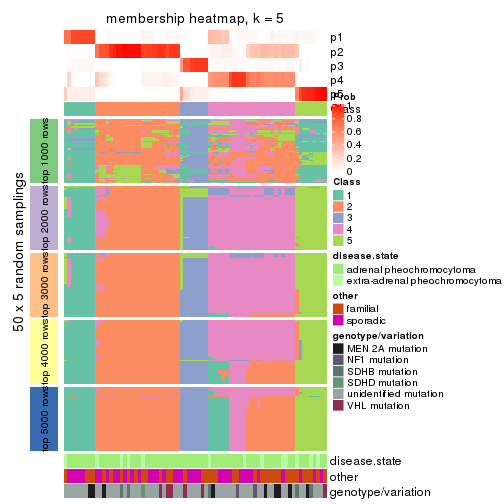 membership heatmap, k = 5
p1
p2
p3
p4
p5
Class
Prob
1
0.8
0.6
0.4
0.2
0
Class
1
2
3
4
5
disease.state
adrenal pheochromocytoma
extra-adrenal pheochromocytoma
other
familial
sporadic
genotype/variation
MEN 2A mutation
NF1 mutation
SDHB mutation
SDHD mutation
unidentified mutation
VHL mutation
50 x 5 random samplings
top 1000 rows
top 2000 rows
top 3000 rows
top 4000 rows
top 5000 rows
disease.state
other
genotype/variation